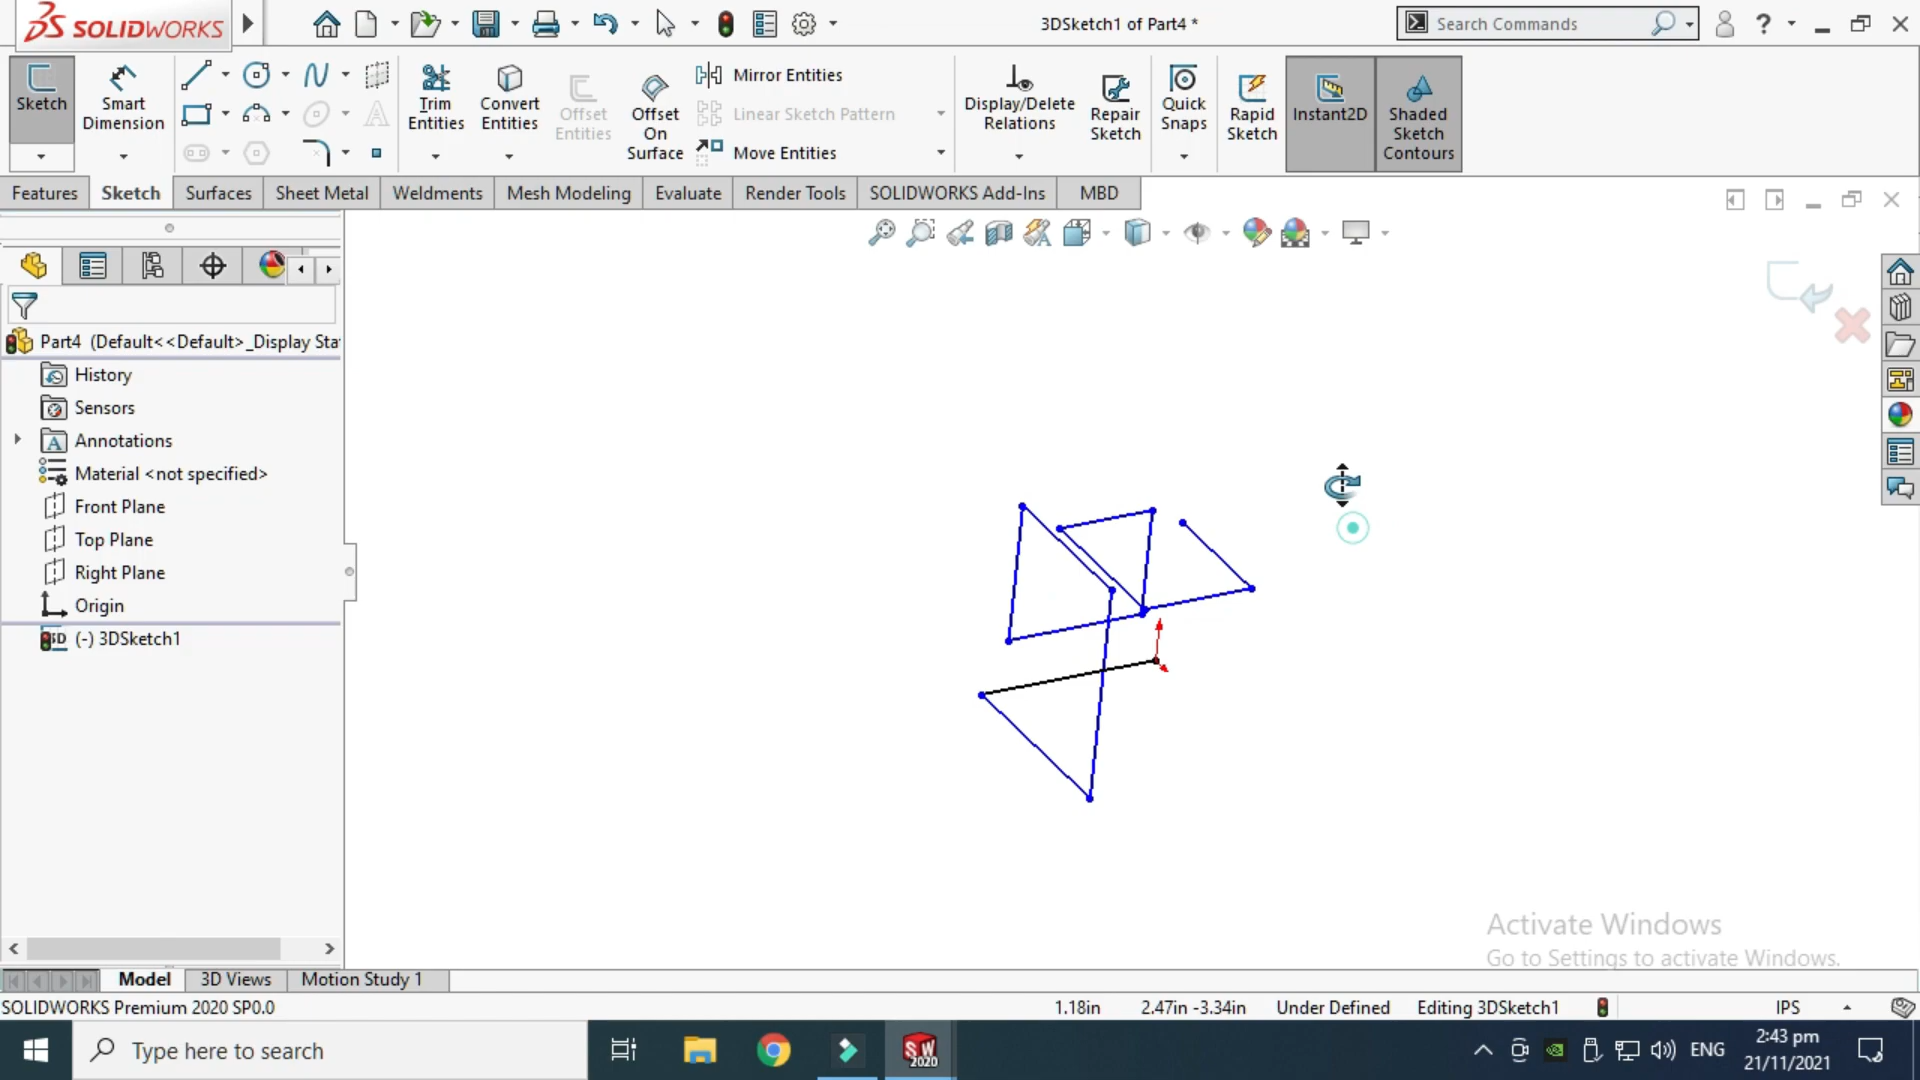 SOLIDWORKS
3DSketch1 of Part4 *
Search Commands
Sketch
Smart Dimension
Trim Entities
Convert Entities
Offset Entities
Offset On Surface
Mirror Entities
Linear Sketch Pattern
Move Entities
Display/Delete Relations
Repair Sketch
Quick Snaps
Rapid Sketch
Instant2D
Shaded Sketch Contours
Features
Sketch
Surfaces
Sheet Metal
Weldments
Mesh Modeling
Evaluate
Render Tools
SOLIDWORKS Add-Ins
MBD
Part4 (Default<<Default>_Display Sta
History
Sensors
Annotations
Material <not specified>
Front Plane
Top Plane
Right Plane
Origin
(-) 3DSketch1
Activate Windows
Go to Settings to activate Windows.
Model
3D Views
Motion Study 1
SOLIDWORKS Premium 2020 SP0.0
1.18in
2.47in -3.34in
Under Defined
Editing 3DSketch1
IPS
Type here to search
SW 2020
ENG
2:43 pm
21/11/2021